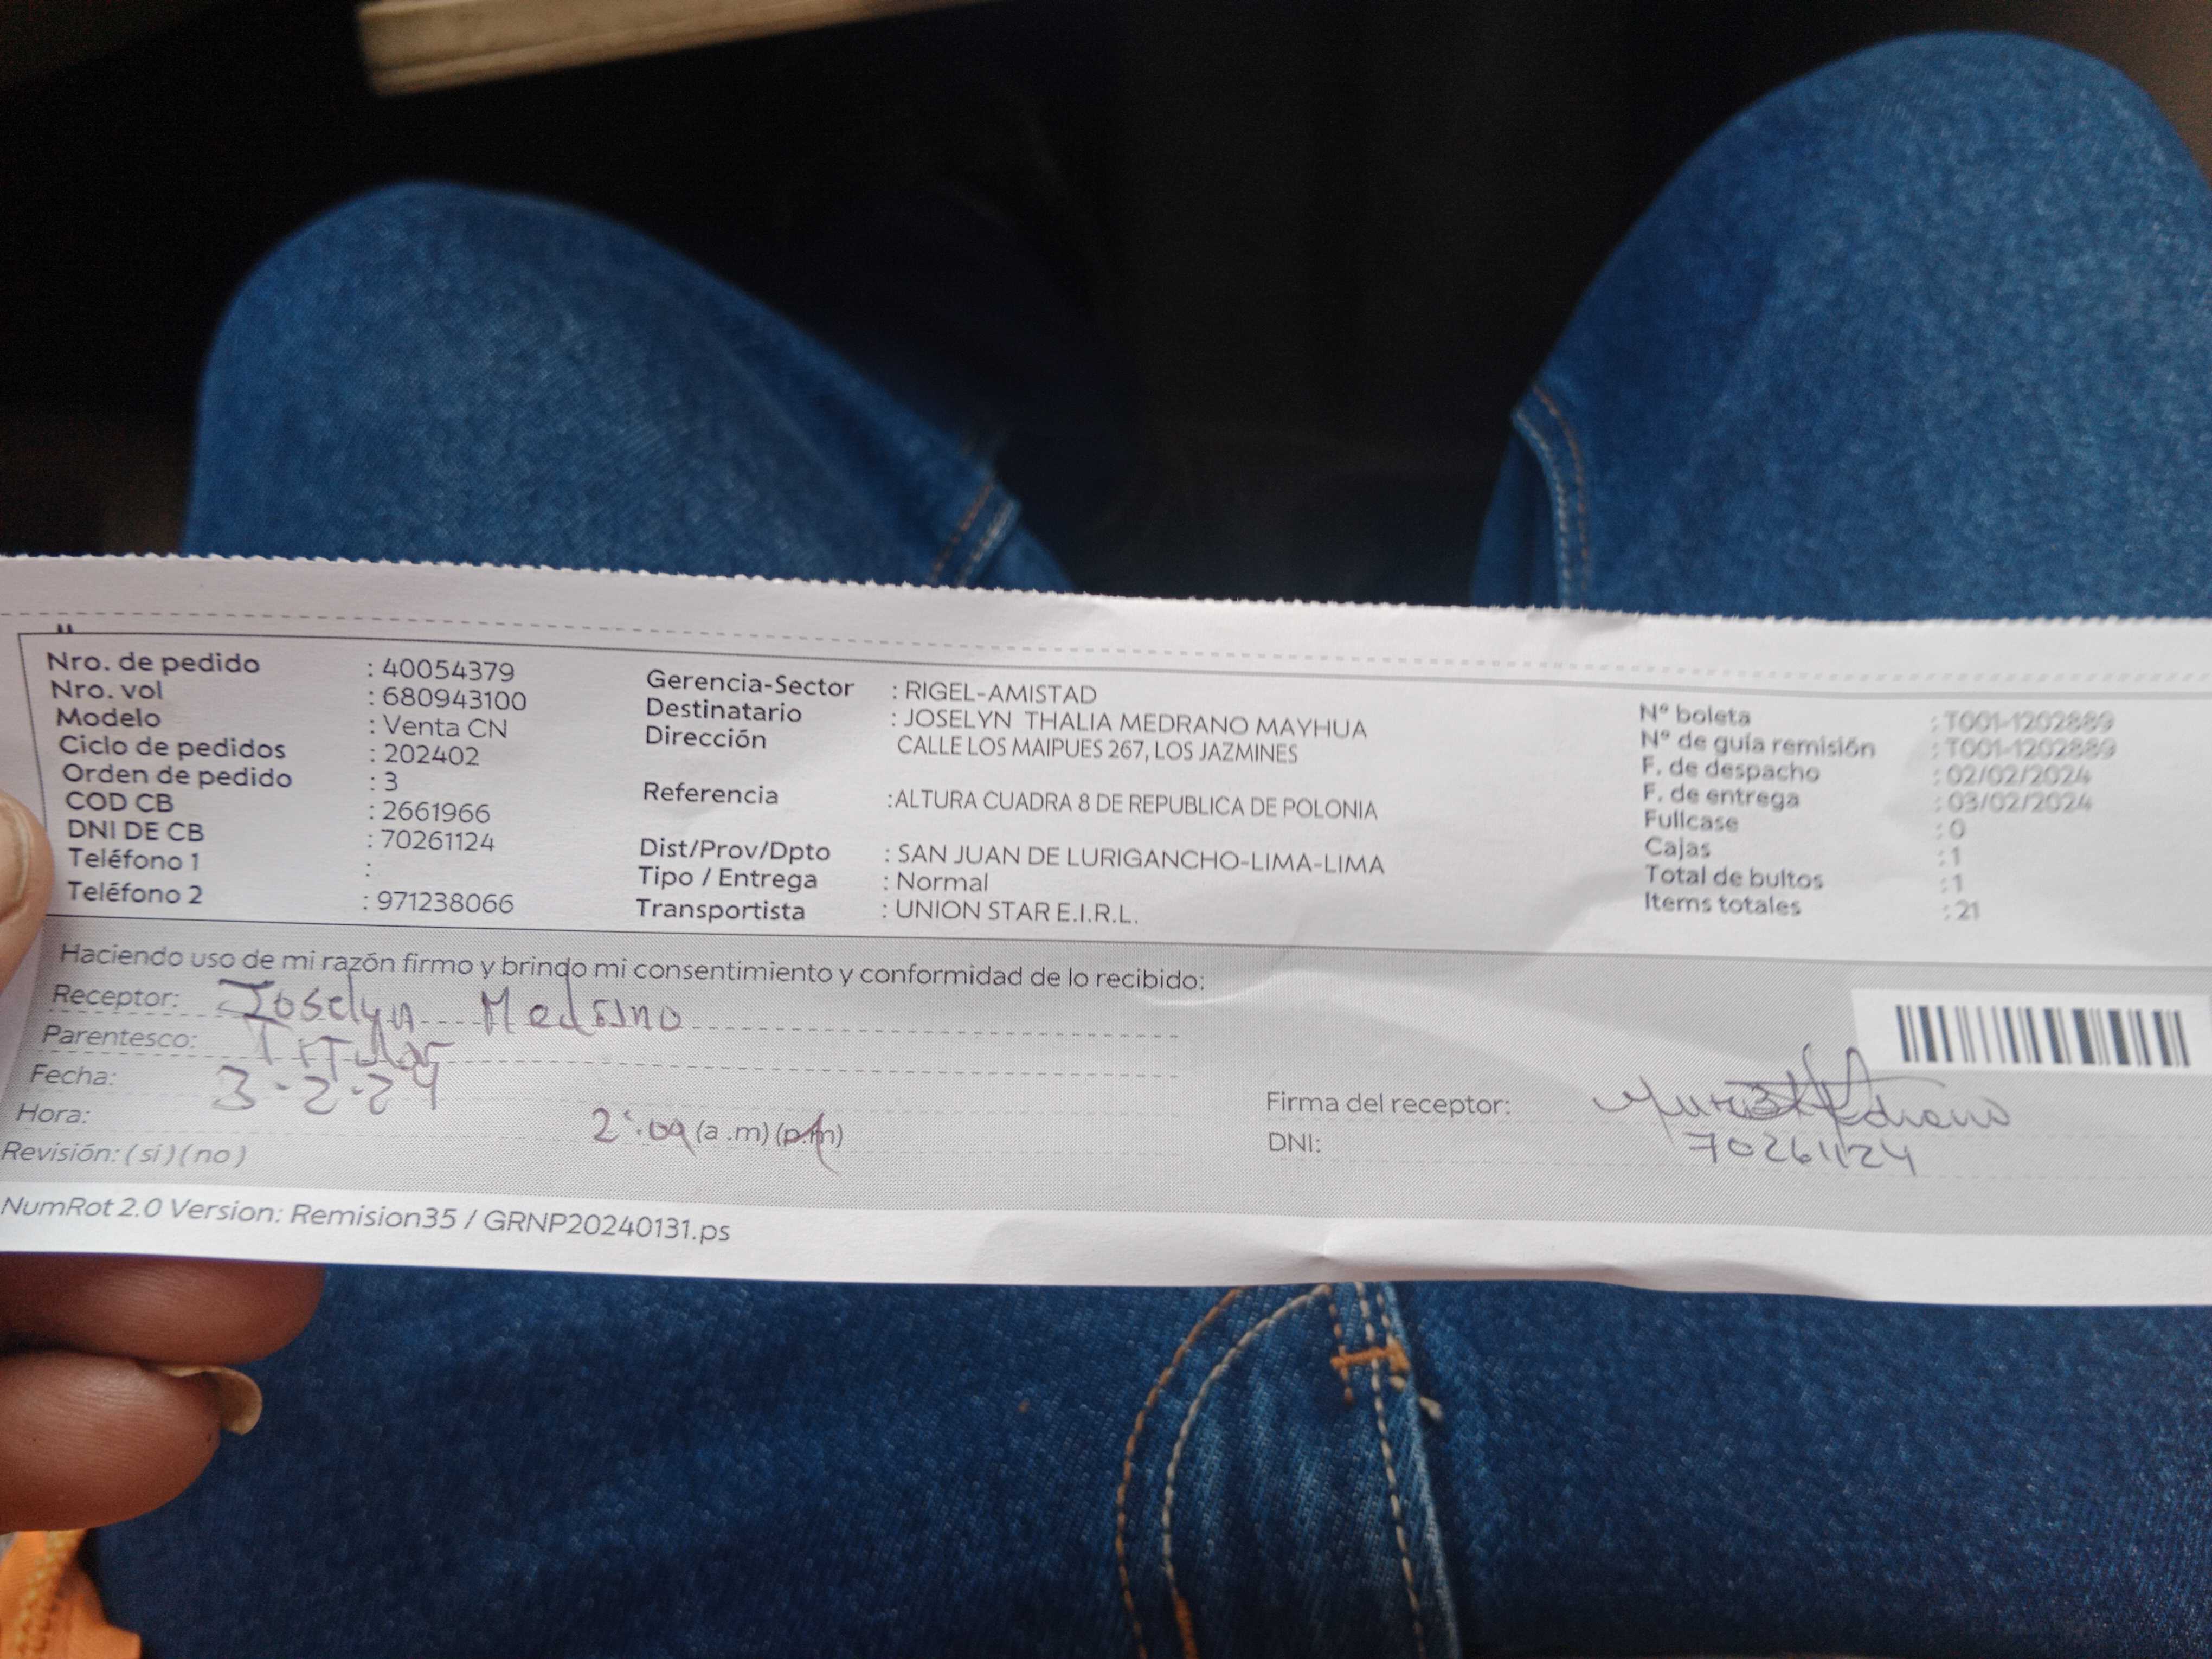 Nro. de pedido : 40054379
Nro. vol : 680943100
Modelo : Venta CN
Ciclo de pedidos : 202402
Orden de pedido : 3
COD CB : 2661966
DNI DE CB : 70261124
Teléfono 1 :
Teléfono 2 : 971238066
Gerencia-Sector : RIGEL-AMISTAD
Destinatario : JOSELYN THALIA MEDRANO MAYHUA
Dirección CALLE LOS MAIPUES 267, LOS JAZMINES
Referencia :ALTURA CUADRA 8 DE REPUBLICA DE POLONIA
Dist/Prov/Dpto : SAN JUAN DE LURIGANCHO-LIMA-LIMA
Tipo / Entrega : Normal
Transportista : UNION STAR E.I.R.L.
N° boleta : T001-1202889
N° de guía remisión : T001-1202889
F. de despacho : 02/02/2024
F. de entrega : 03/02/2024
Fullcase : 0
Cajas : 1
Total de bultos : 1
Items totales : 21
Haciendo uso de mi razón firmo y brindo mi consentimiento y conformidad de lo recibido:
Receptor: Joselyn Medrano
Parentesco: Titular
Fecha: 3-2-24
Hora: 2:09 (a .m) (p.m)
Revisión: ( si ) ( no )
Firma del receptor:
DNI: 70261124
NumRot 2.0 Version: Remision35 / GRNP20240131.ps